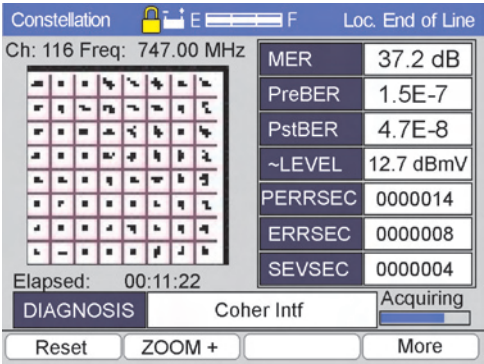 Constellation E F Loc. End of Line
Ch: 116 Freq: 747.00 MHz
MER 37.2 dB
PreBER 1.5E-7
PstBER 4.7E-8
~LEVEL 12.7 dBmV
PERRSEC 0000014
ERRSEC 0000008
SEVSEC 0000004
Elapsed: 00:11:22
DIAGNOSIS Coher Intf Acquiring
Reset ZOOM + More